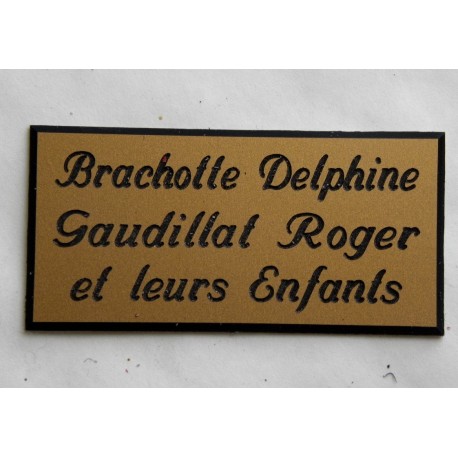 Brachotte Delphine
Gaudillat Roger
et leurs Enfants